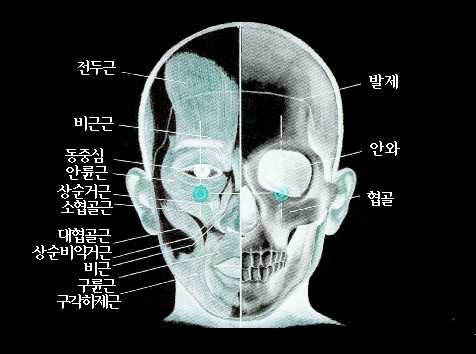 전두근
비근근
동중심
안륜근
상순거근
소협골근
대협골근
상순비익거근
비근
구륜근
구각하제근
발제
안와
협골